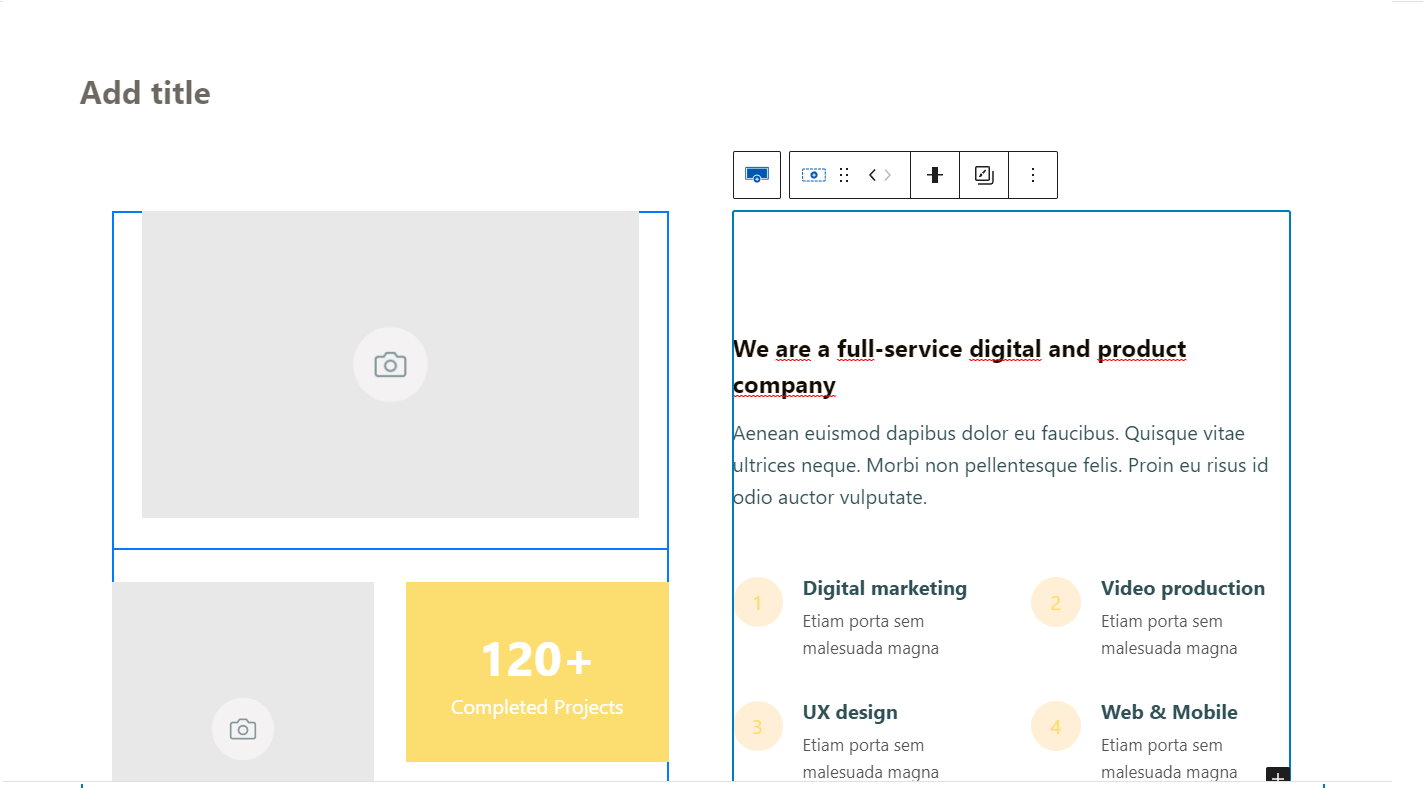 Add title
We are a full-service digital and product
company
Aenean euismod dapibus dolor eu faucibus. Quisque vitae
ultrices neque. Morbi non pellentesque felis. Proin eu risus id
odio auctor vulputate.
120+
Completed Projects
1
Digital marketing
Etiam porta sem
malesuada magna
2
Video production
Etiam porta sem
malesuada magna
3
UX design
Etiam porta sem
malesuada magna
4
Web & Mobile
Etiam porta sem
malesuada magna